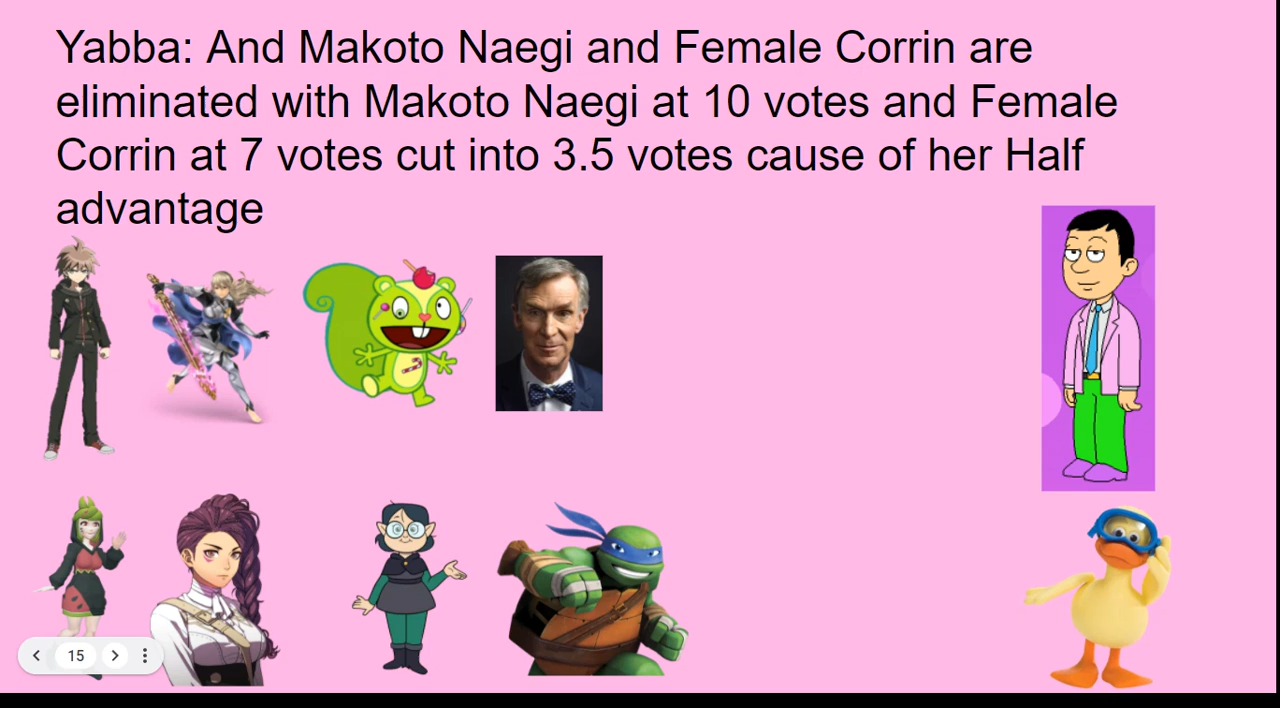 Yabba: And Makoto Naegi and Female Corrin are
eliminated with Makoto Naegi at 10 votes and Female
Corrin at 7 votes cut into 3.5 votes cause of her Half
advantage
15